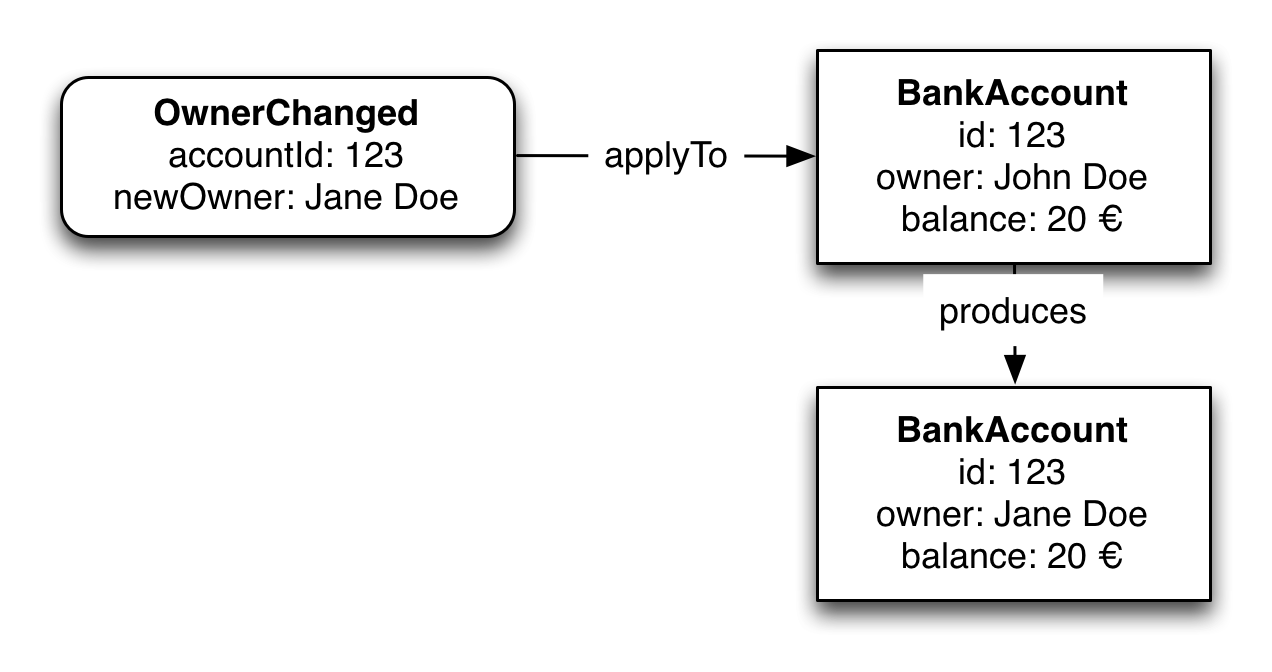 OwnerChanged
accountId: 123
newOwner: Jane Doe
applyTo
BankAccount
id: 123
owner: John Doe
balance: 20 €
produces
BankAccount
id: 123
owner: Jane Doe
balance: 20 €